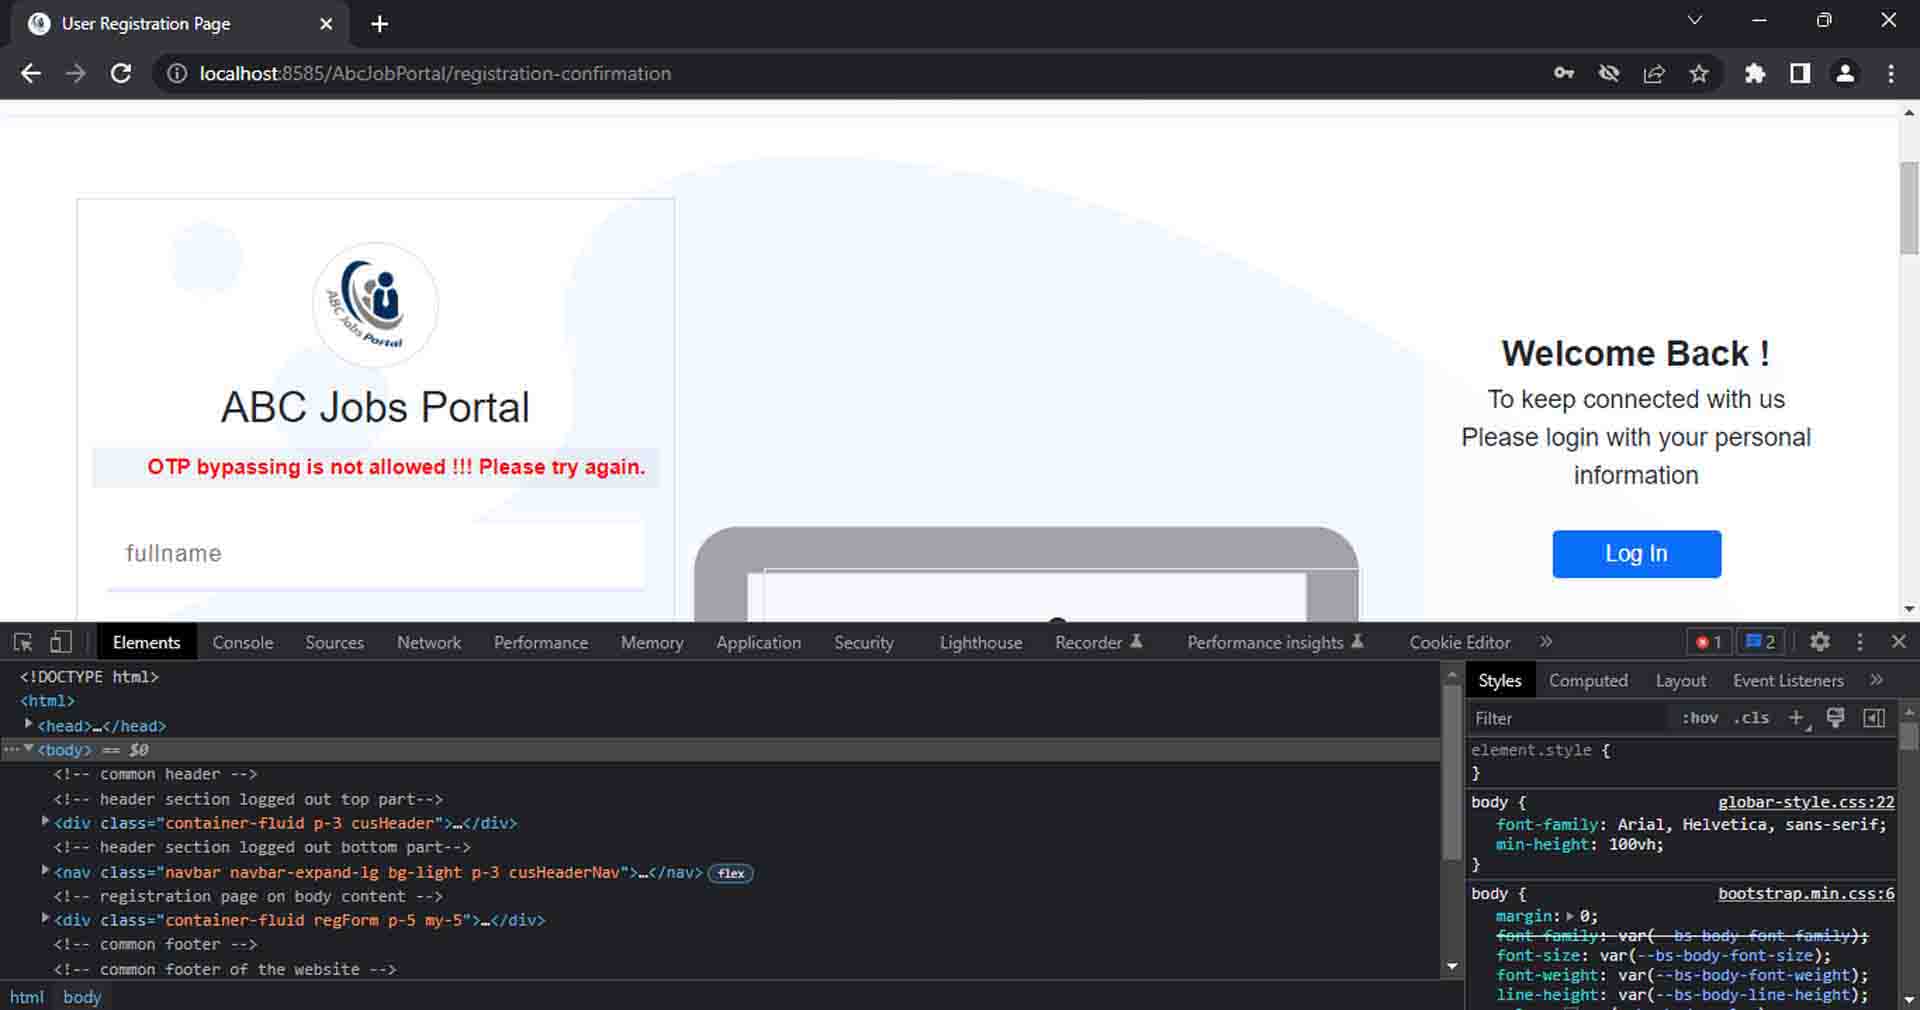 User Registration Page
localhost:8585/AbcJobPortal/registration-confirmation
ABC Jobs Portal
ABC Jobs Portal
OTP bypassing is not allowed !!! Please try again.
fullname
Welcome Back !
To keep connected with us
Please login with your personal
information
Log In
Elements Console Sources Network Performance Memory Application Security Lighthouse Recorder Performance insights Cookie Editor » 1 2
<!DOCTYPE html>
<html>
<head>…</head>
<body> == $0
<!-- common header -->
<!-- header section logged out top part-->
<div class="container-fluid p-3 cusHeader">…</div>
<!-- header section logged out bottom part-->
<nav class="navbar navbar-expand-lg bg-light p-3 cusHeaderNav">…</nav> flex
<!-- registration page on body content -->
<div class="container-fluid regForm p-5 my-5">…</div>
<!-- common footer -->
<!-- common footer of the website -->
html body
Styles Computed Layout Event Listeners »
Filter :hov .cls +
element.style {
}
body { globar-style.css:22
font-family: Arial, Helvetica, sans-serif;
min-height: 100vh;
}
body { bootstrap.min.css:6
margin: 0;
font-family: var(--bs-body-font-family);
font-size: var(--bs-body-font-size);
font-weight: var(--bs-body-font-weight);
line-height: var(--bs-body-line-height);